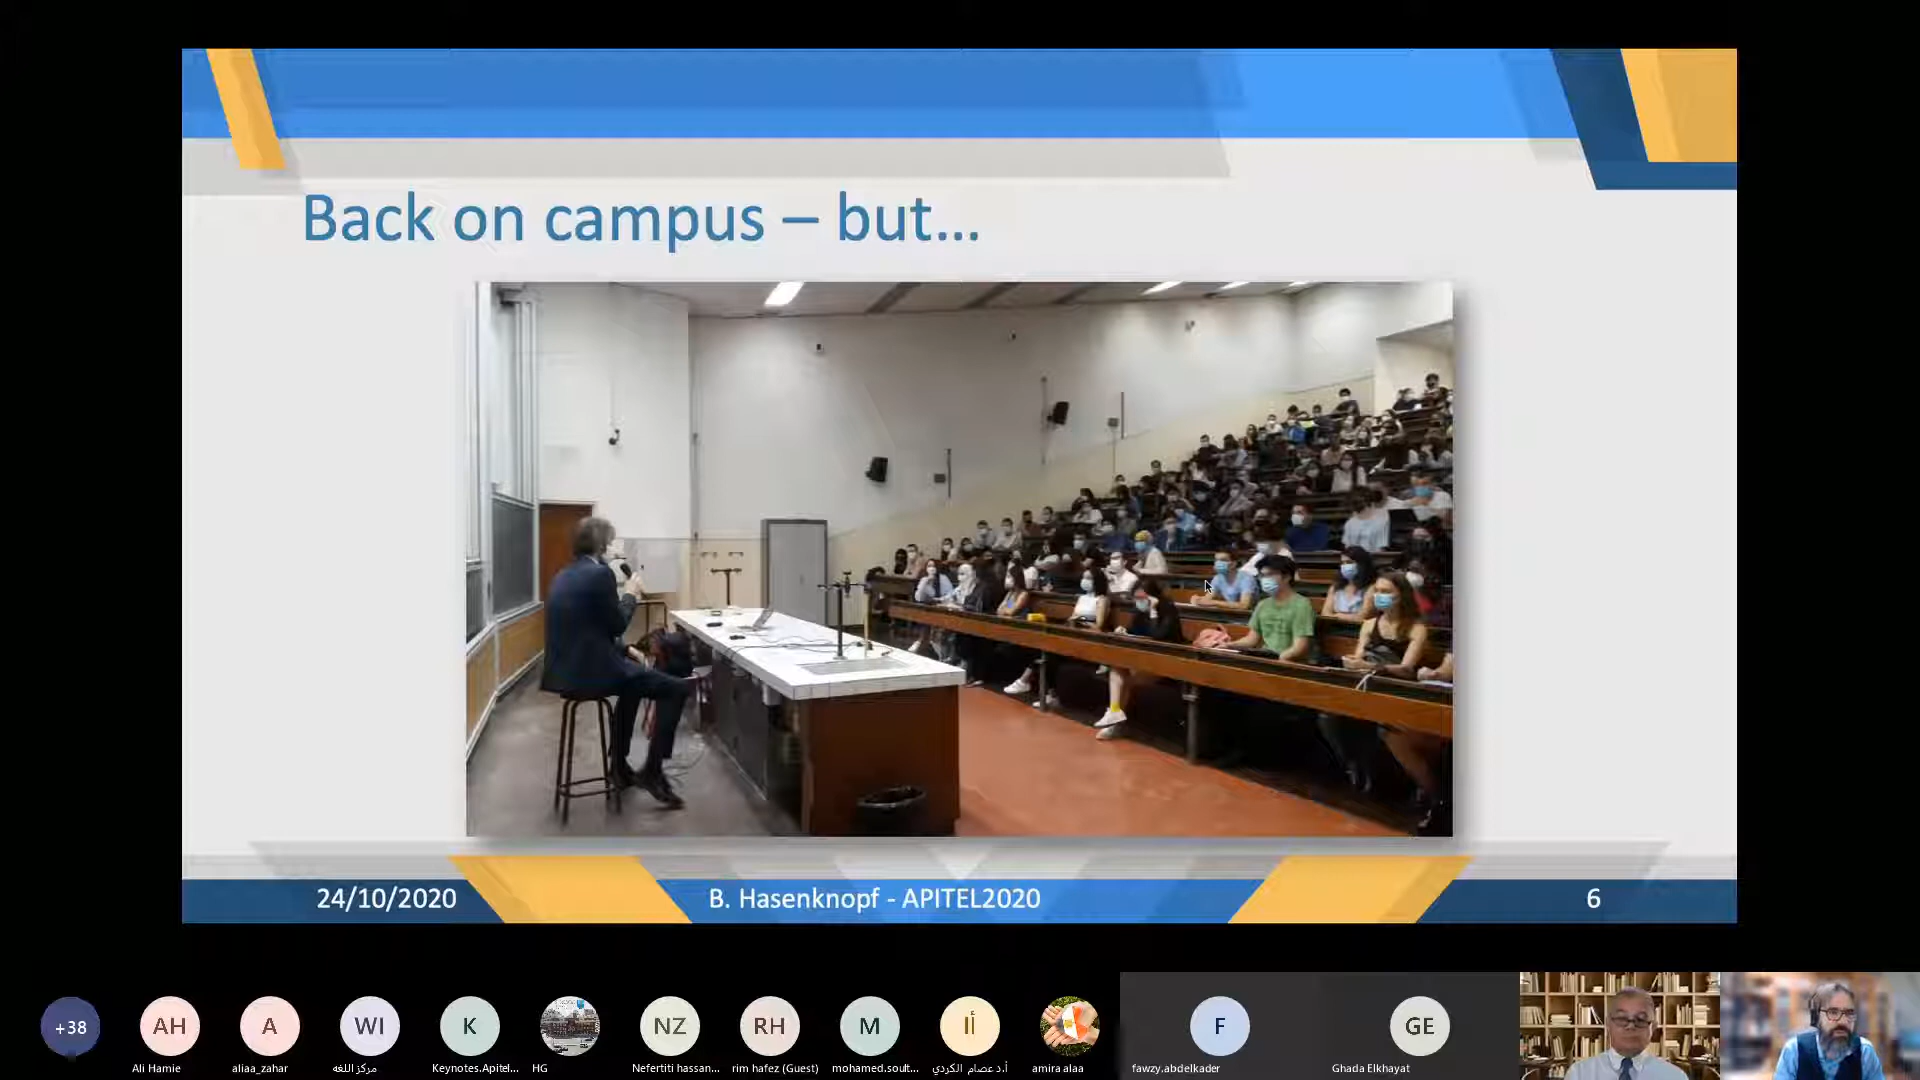 Back on campus – but...
24/10/2020
B. Hasenknopf - APITEL2020
6
+38
AH
A
WI
K
NZ
RH
M
أا
F
GE
Ali Hamie
aliaa_zahar
مركز اللغه
Keynotes.Apitel...
HG
Nefertiti hassan...
rim hafez (Guest)
mohamed.soult...
أ.د عصام الكردي
amira alaa
fawzy.abdelkader
Ghada Elkhayat